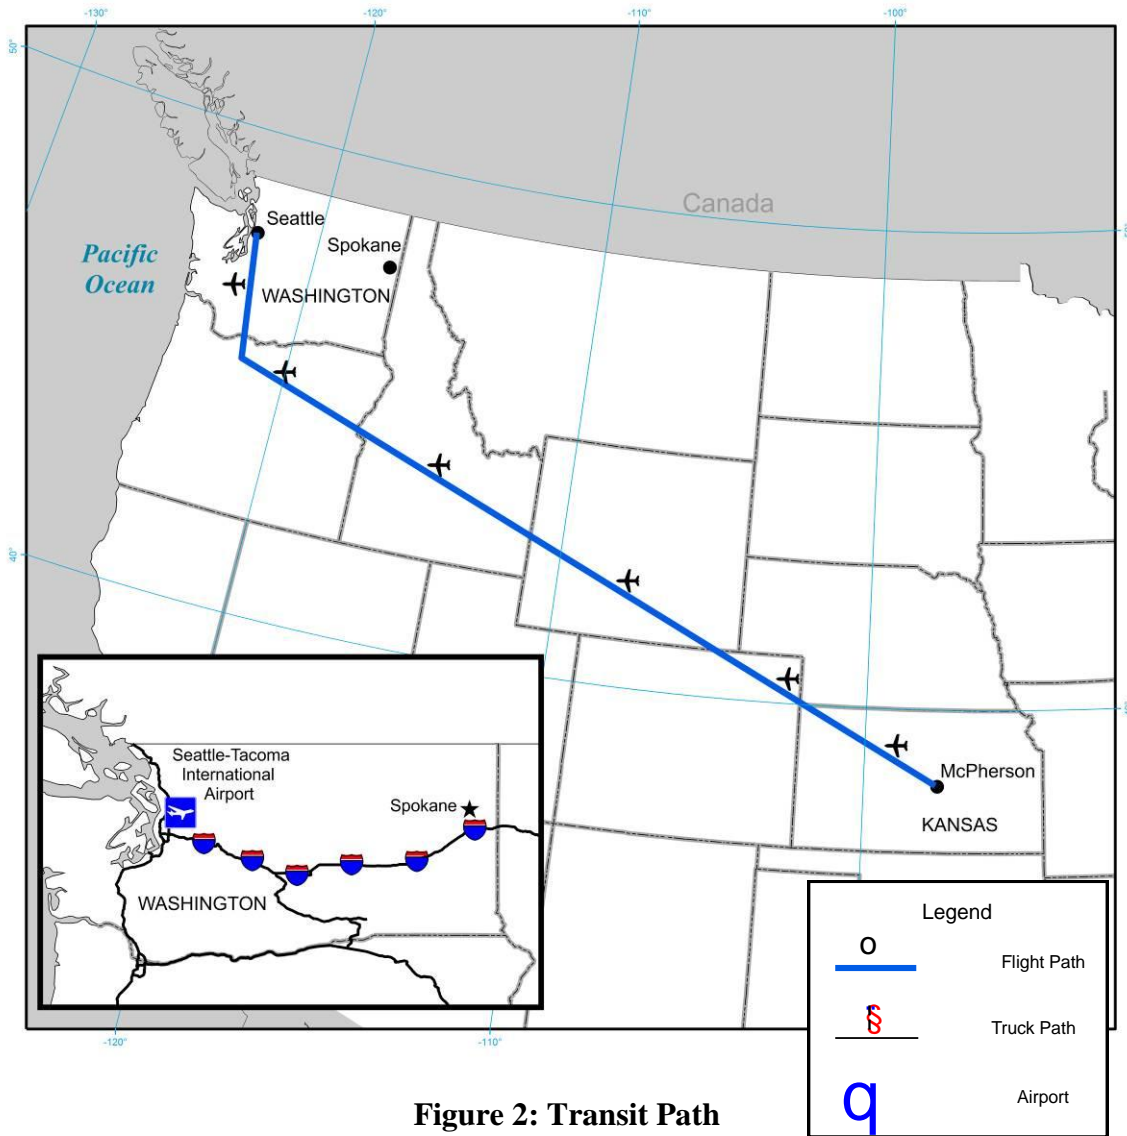 -130°
-120°
-110°
-100°
50°
Canada
Seattle
Spokane
Pacific
Ocean
WASHINGTON
40°
McPherson
KANSAS
Seattle-Tacoma
International
Airport
Spokane
WASHINGTON
-120°
-110°
Legend
o
Flight Path
§
Truck Path
q
Airport
Figure 2: Transit Path